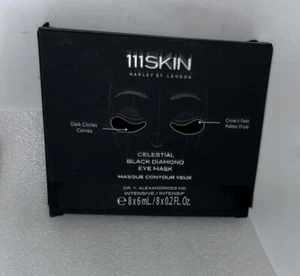 111SKIN
HARLEY ST. LONDON
Dark Circles
Cernes
Crow's Feet
Pattes D'oie
CELESTIAL
BLACK DIAMOND
EYE MASK
MASQUE CONTOUR YEUX
DR. Y. ALEXANDRIDES MD
INTENSIVE / INTENSIF
e 8 x 6 mL / 8 x 0.2 fl. Oz.